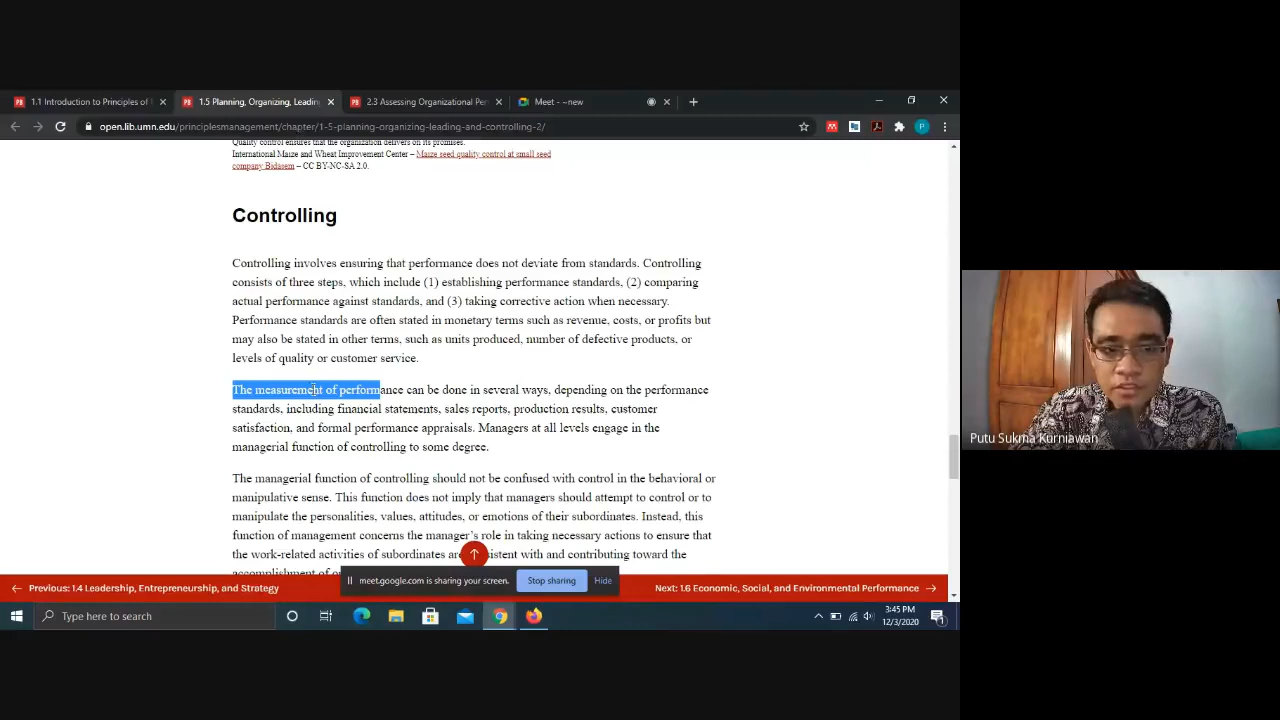 1.1 Introduction to Principles of
1.5 Planning, Organizing, Leading
2.3 Assessing Organizational Per
Meet - ~new
open.lib.umn.edu/principlesmanagement/chapter/1-5-planning-organizing-leading-and-controlling-2/
P
Quality control ensures that the organization delivers on its promises.
International Maize and Wheat Improvement Center – Maize seed quality control at small seed
company Bidasem – CC BY-NC-SA 2.0.
Controlling
Controlling involves ensuring that performance does not deviate from standards. Controlling
consists of three steps, which include (1) establishing performance standards, (2) comparing
actual performance against standards, and (3) taking corrective action when necessary.
Performance standards are often stated in monetary terms such as revenue, costs, or profits but
may also be stated in other terms, such as units produced, number of defective products, or
levels of quality or customer service.
The measurement of performance can be done in several ways, depending on the performance
standards, including financial statements, sales reports, production results, customer
satisfaction, and formal performance appraisals. Managers at all levels engage in the
managerial function of controlling to some degree.
The managerial function of controlling should not be confused with control in the behavioral or
manipulative sense. This function does not imply that managers should attempt to control or to
manipulate the personalities, values, attitudes, or emotions of their subordinates. Instead, this
function of management concerns the manager's role in taking necessary actions to ensure that
the work-related activities of subordinates are sistent with and contributing toward the
accomplishment of
meet.google.com is sharing your screen.
Stop sharing
Hide
Previous: 1.4 Leadership, Entrepreneurship, and Strategy
Next: 1.6 Economic, Social, and Environmental Performance
Type here to search
3:45 PM
12/3/2020
1
Putu Sukma Kurniawan